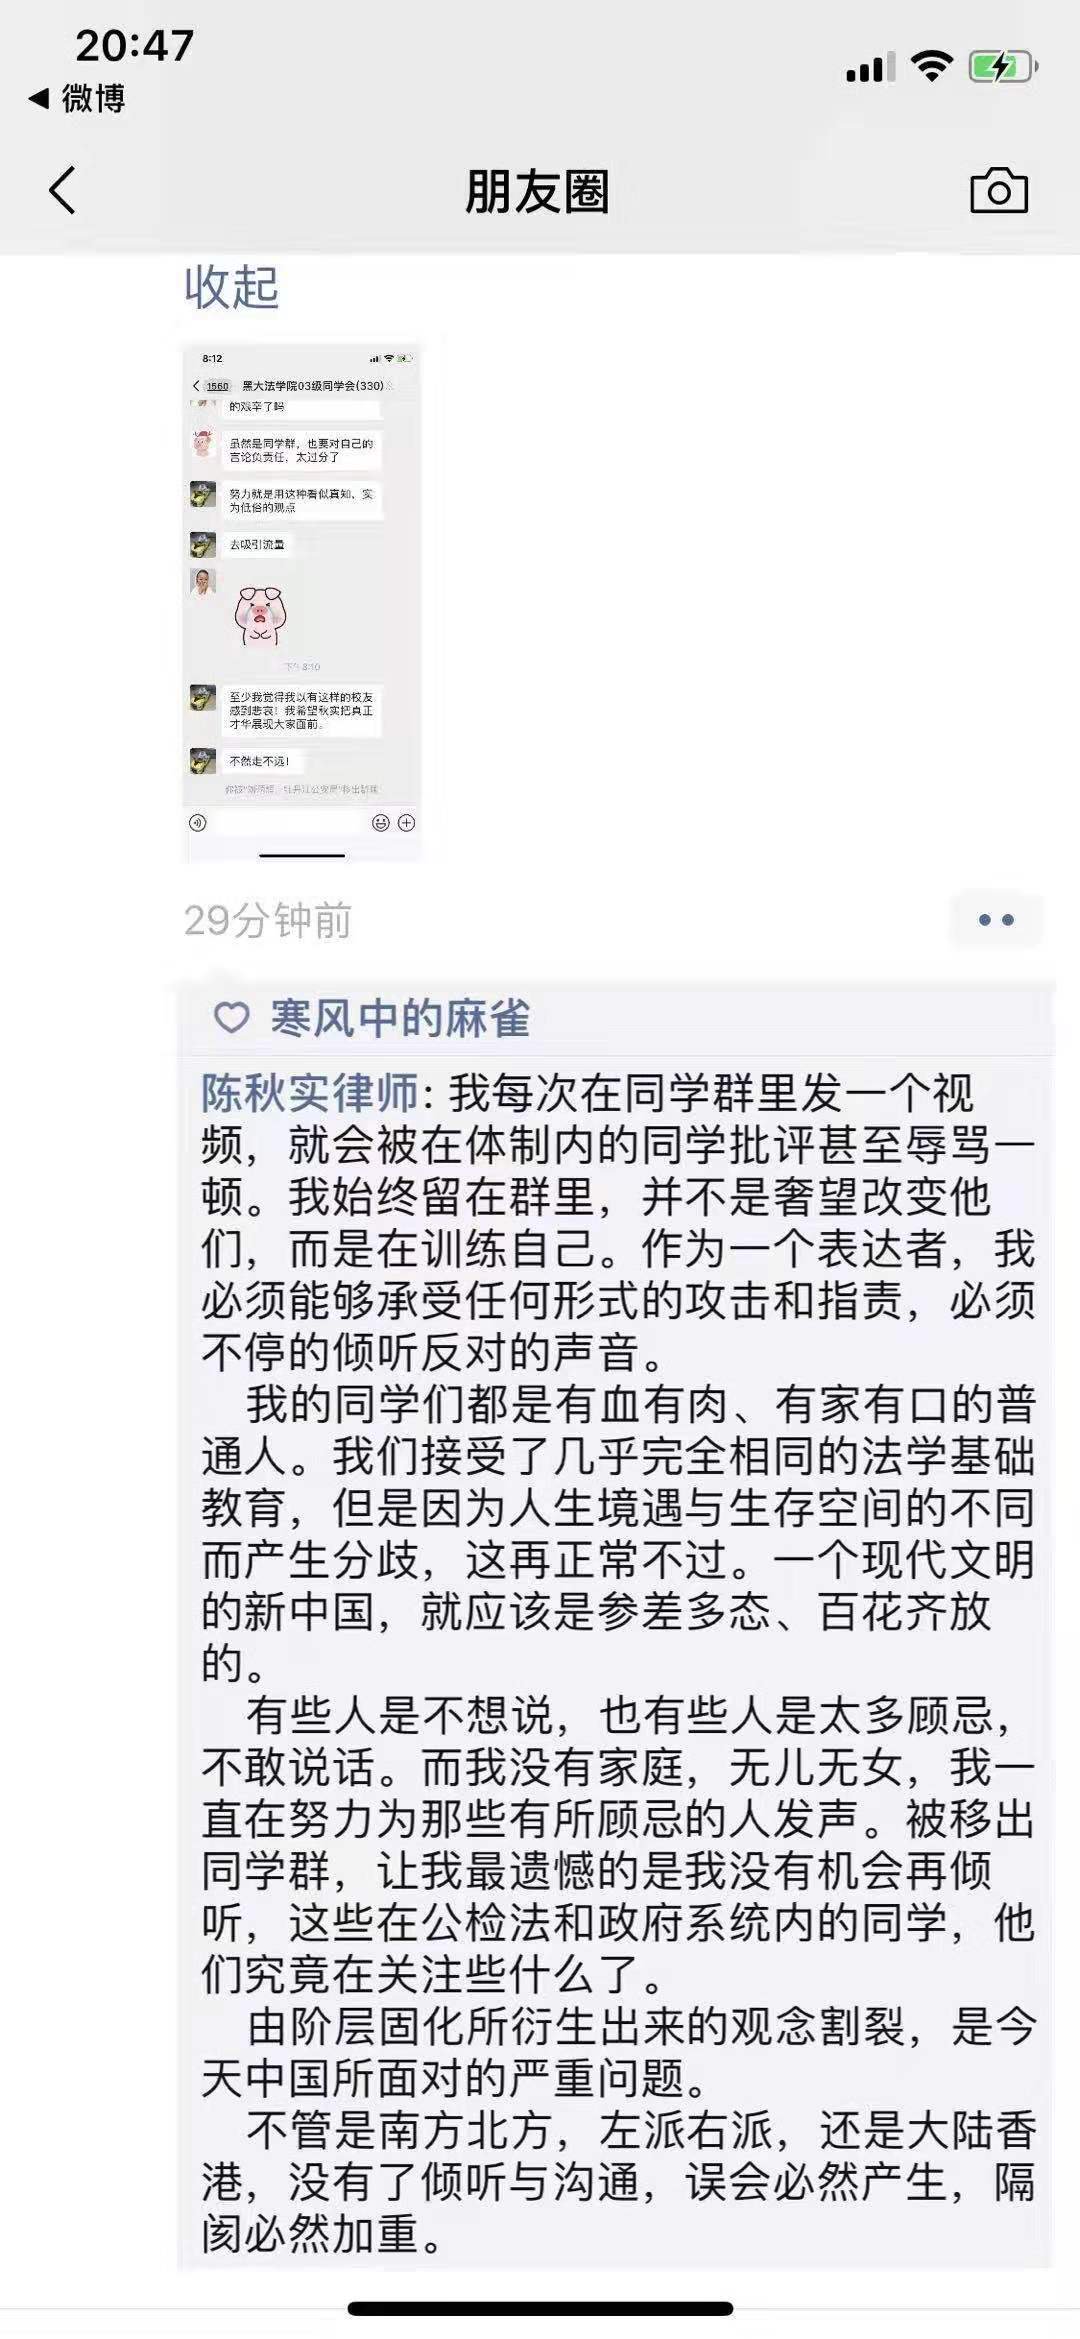 20:47
微博
朋友圈
收起
8:12
1560 黑大法学院03级同学会(330)
的艰辛了吗
虽然是同学群，也要对自己的
言论负责任，太过分了
努力就是用这种看似真知、实
为低俗的观点
去吸引流量
下午8:10
至少我觉得我以有这样的校友
感到悲哀！我希望秋实把真正
才华展现大家面前。
不然走不远！
29分钟前
寒风中的麻雀
陈秋实律师：我每次在同学群里发一个视
频，就会被在体制内的同学批评甚至辱骂一
顿。我始终留在群里，并不是奢望改变他
们，而是在训练自己。作为一个表达者，我
必须能够承受任何形式的攻击和指责，必须
不停的倾听反对的声音。
我的同学们都是有血有肉、有家有口的普
通人。我们接受了几乎完全相同的法学基础
教育，但是因为人生境遇与生存空间的不同
而产生分歧，这再正常不过。一个现代文明
的新中国，就应该是参差多态、百花齐放
的。
有些人是不想说，也有些人是太多顾忌，
不敢说话。而我没有家庭，无儿无女，我一
直在努力为那些有所顾忌的人发声。被移出
同学群，让我最遗憾的是我没有机会再倾
听，这些在公检法和政府系统内的同学，他
们究竟在关注些什么了。
由阶层固化所衍生出来的观念割裂，是今
天中国所面对的严重问题。
不管是南方北方，左派右派，还是大陆香
港，没有了倾听与沟通，误会必然产生，隔
阂必然加重。